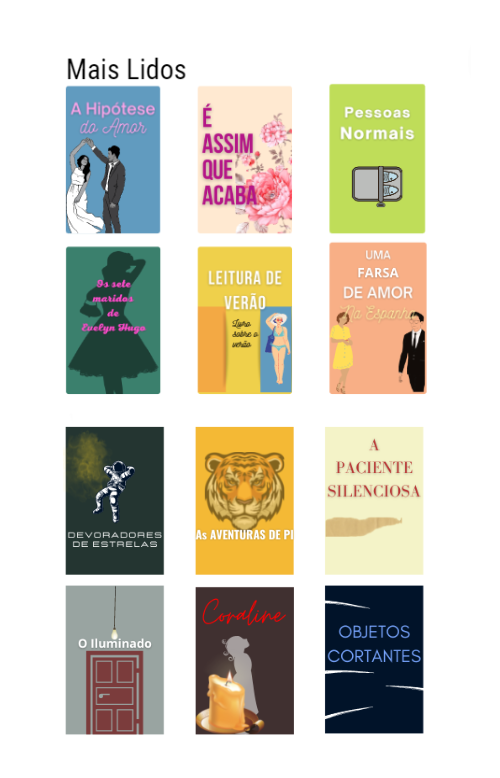 Mais Lidos
A Hipótese
do Amor
É
ASSIM
QUE
ACABA
Pessoas
Normais
Os sete
maridos
de
Evelyn Hugo
LEITURA DE
VERÃO
Livro
sobre o
verão
UMA
FARSA
DE AMOR
Na Espanha
DEVORADORES
DE ESTRELAS
As AVENTURAS DE PI
A
PACIENTE
SILENCIOSA
O Iluminado
Coraline
OBJETOS
CORTANTES